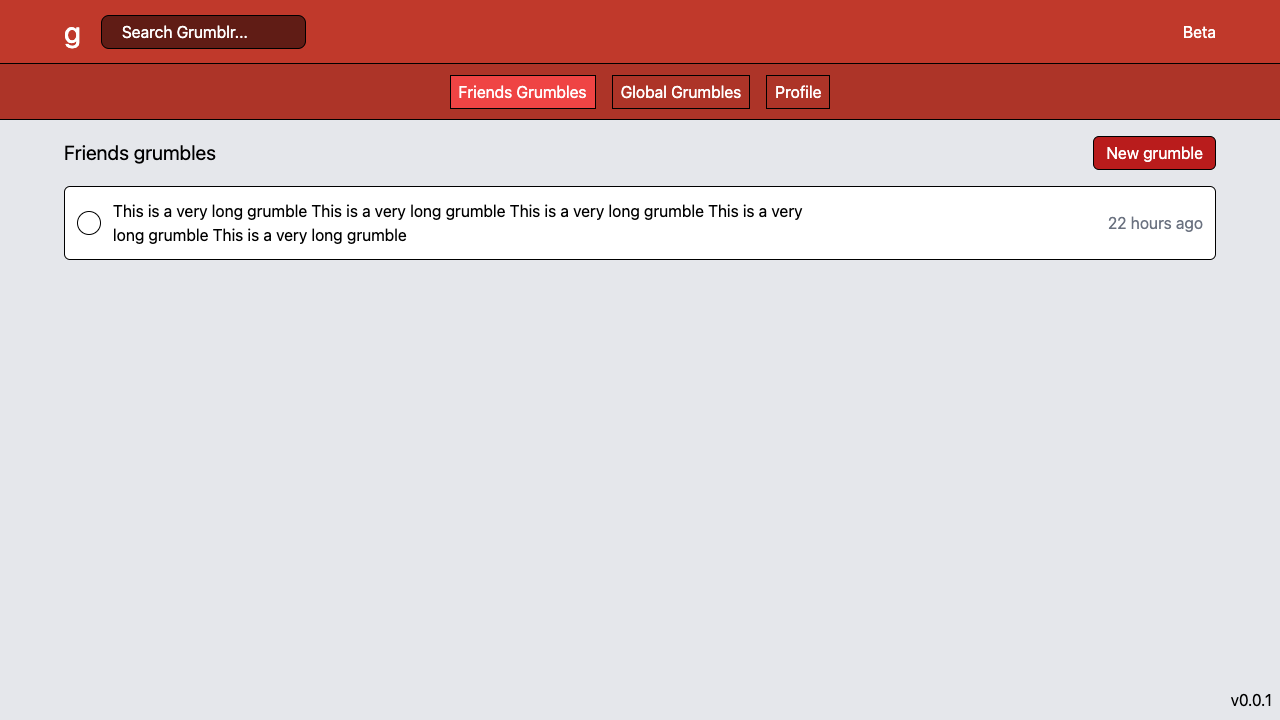 g
Search Grumblr...
Beta
Friends Grumbles
Global Grumbles
Profile
Friends grumbles
New grumble
This is a very long grumble This is a very long grumble This is a very long grumble This is a very
long grumble This is a very long grumble
22 hours ago
v0.0.1